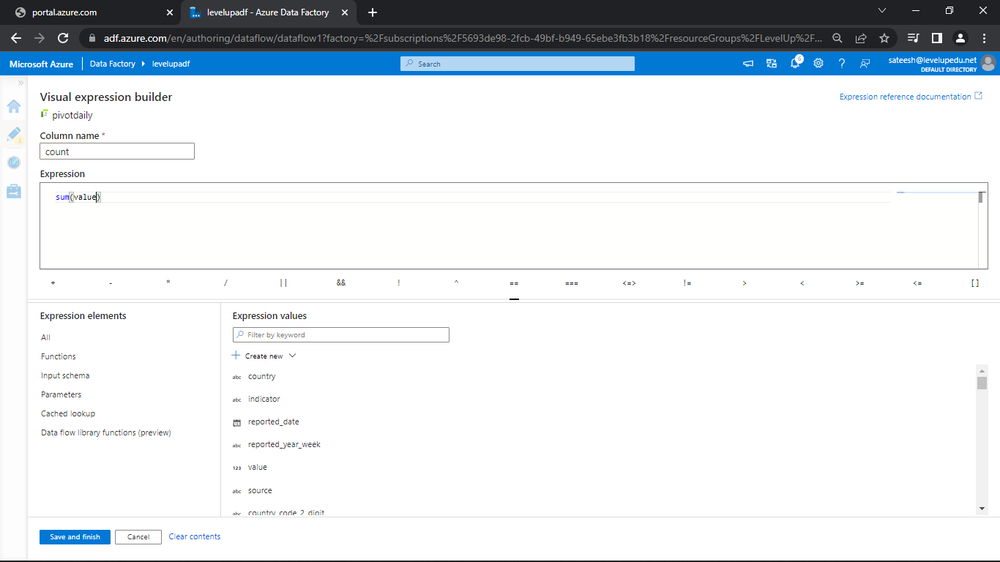 portal.azure.com
levelupadf - Azure Data Factory
adf.azure.com/en/authoring/dataflow/dataflow1?factory=%2Fsubscriptions%2F5693de98-2fcb-49bf-b949-65ebe3fb3b18%2FresourceGroups%2FLevelUp%2F...
Microsoft Azure
Data Factory
levelupadf
Search
6
sateesh@levelupedu.net
DEFAULT DIRECTORY
Visual expression builder
Expression reference documentation
pivotdaily
Column name *
count
Expression
sum(value)
+ - * / || && ! ^ == === <=> != > < >= <= []
Expression elements
All
Functions
Input schema
Parameters
Cached lookup
Data flow library functions (preview)
Expression values
Filter by keyword
Create new
abc country
abc indicator
reported_date
abc reported_year_week
123 value
abc source
abc country_code_2_digit
Save and finish
Cancel
Clear contents